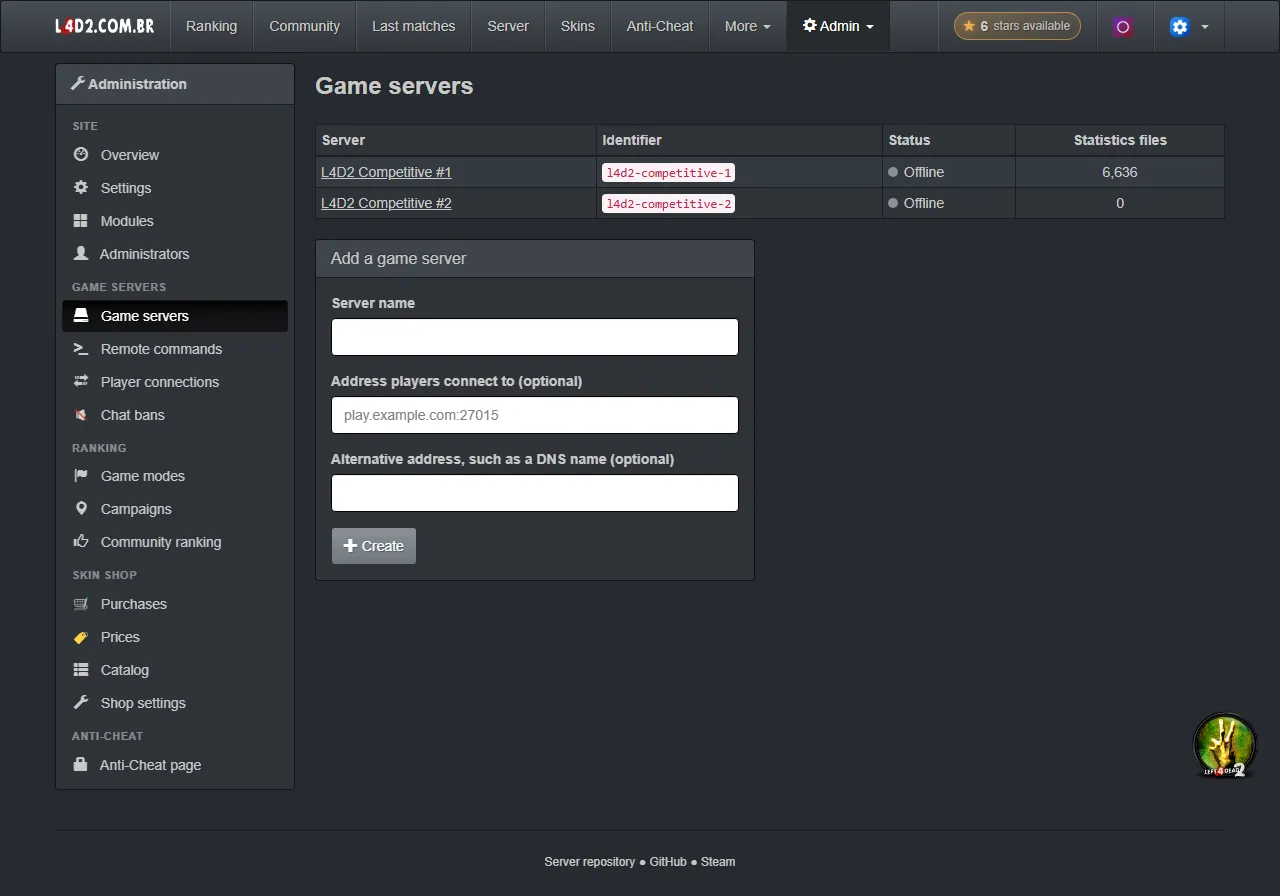 L4D2.COM.BR Ranking Community Last matches Server Skins Anti-Cheat More Admin 6 stars available
Administration
SITE
Overview
Settings
Modules
Administrators
GAME SERVERS
Game servers
Remote commands
Player connections
Chat bans
RANKING
Game modes
Campaigns
Community ranking
SKIN SHOP
Purchases
Prices
Catalog
Shop settings
ANTI-CHEAT
Anti-Cheat page
Game servers
Server Identifier Status Statistics files
L4D2 Competitive #1 l4d2-competitive-1 Offline 6,636
L4D2 Competitive #2 l4d2-competitive-2 Offline 0
Add a game server
Server name
Address players connect to (optional)
play.example.com:27015
Alternative address, such as a DNS name (optional)
Create
LEFT 4 DEAD 2
Server repository ● GitHub ● Steam